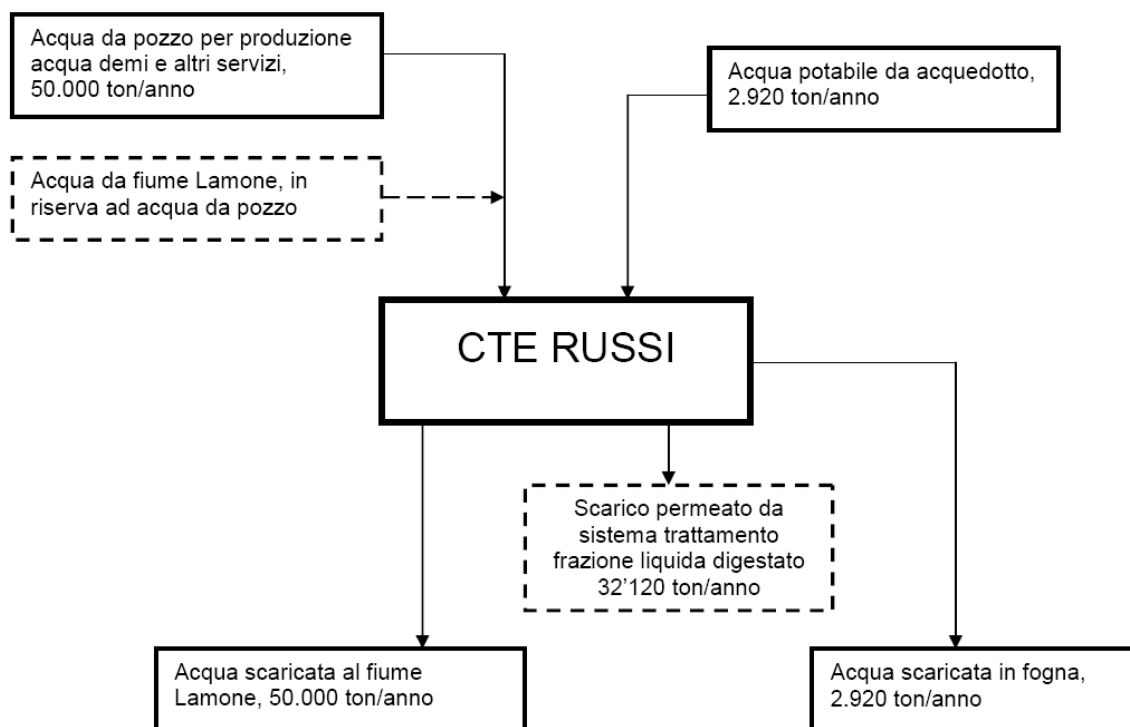 Acqua da pozzo per produzione
acqua demi e altri servizi,
50.000 ton/anno
Acqua potabile da acquedotto,
2.920 ton/anno
Acqua da fiume Lamone, in
riserva ad acqua da pozzo
CTE RUSSI
Scarico permeato da
sistema trattamento
frazione liquida digestato
32'120 ton/anno
Acqua scaricata al fiume
Lamone, 50.000 ton/anno
Acqua scaricata in fogna,
2.920 ton/anno